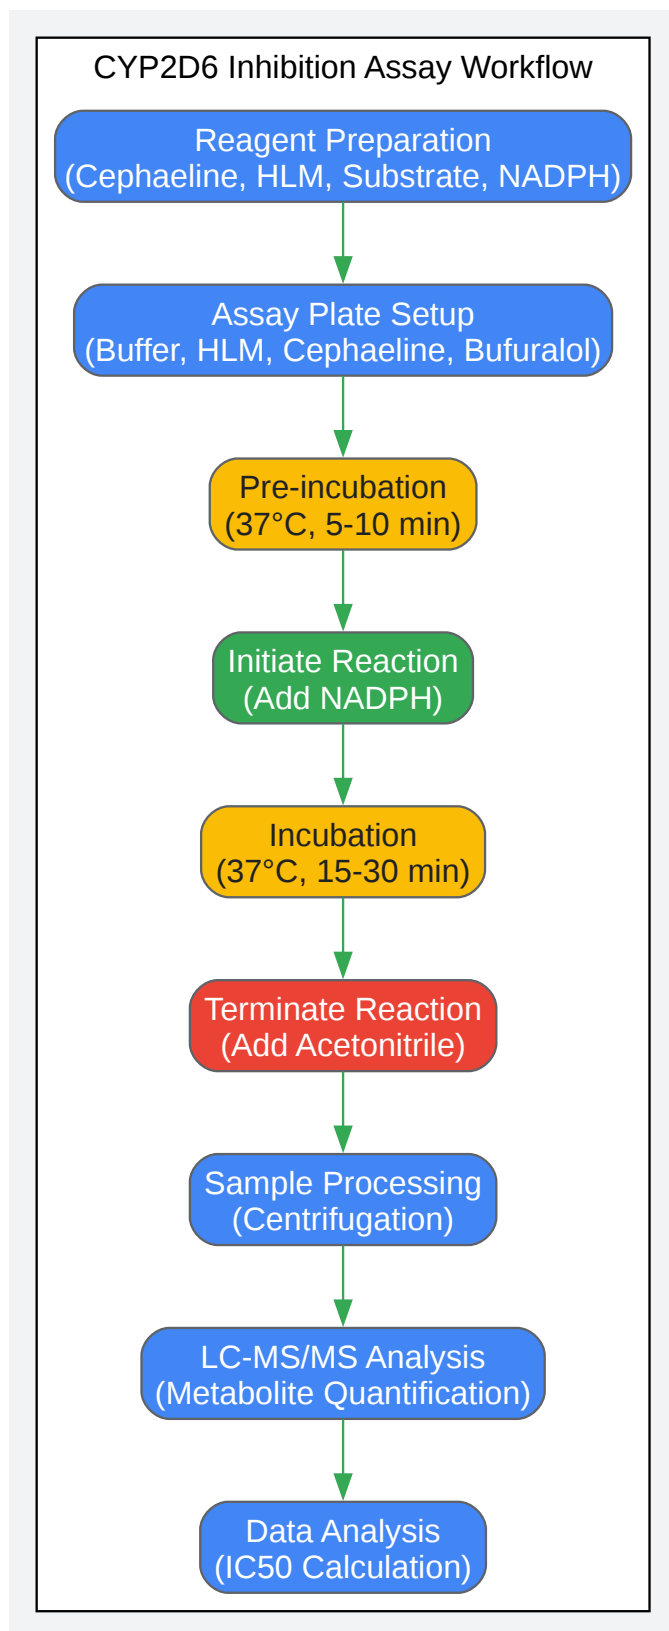 CYP2D6 Inhibition Assay Workflow
Reagent Preparation
(Cephaeline, HLM, Substrate, NADPH)
Assay Plate Setup
(Buffer, HLM, Cephaeline, Bufuralol)
Pre-incubation
(37°C, 5-10 min)
Initiate Reaction
(Add NADPH)
Incubation
(37°C, 15-30 min)
Terminate Reaction
(Add Acetonitrile)
Sample Processing
(Centrifugation)
LC-MS/MS Analysis
(Metabolite Quantification)
Data Analysis
(IC50 Calculation)